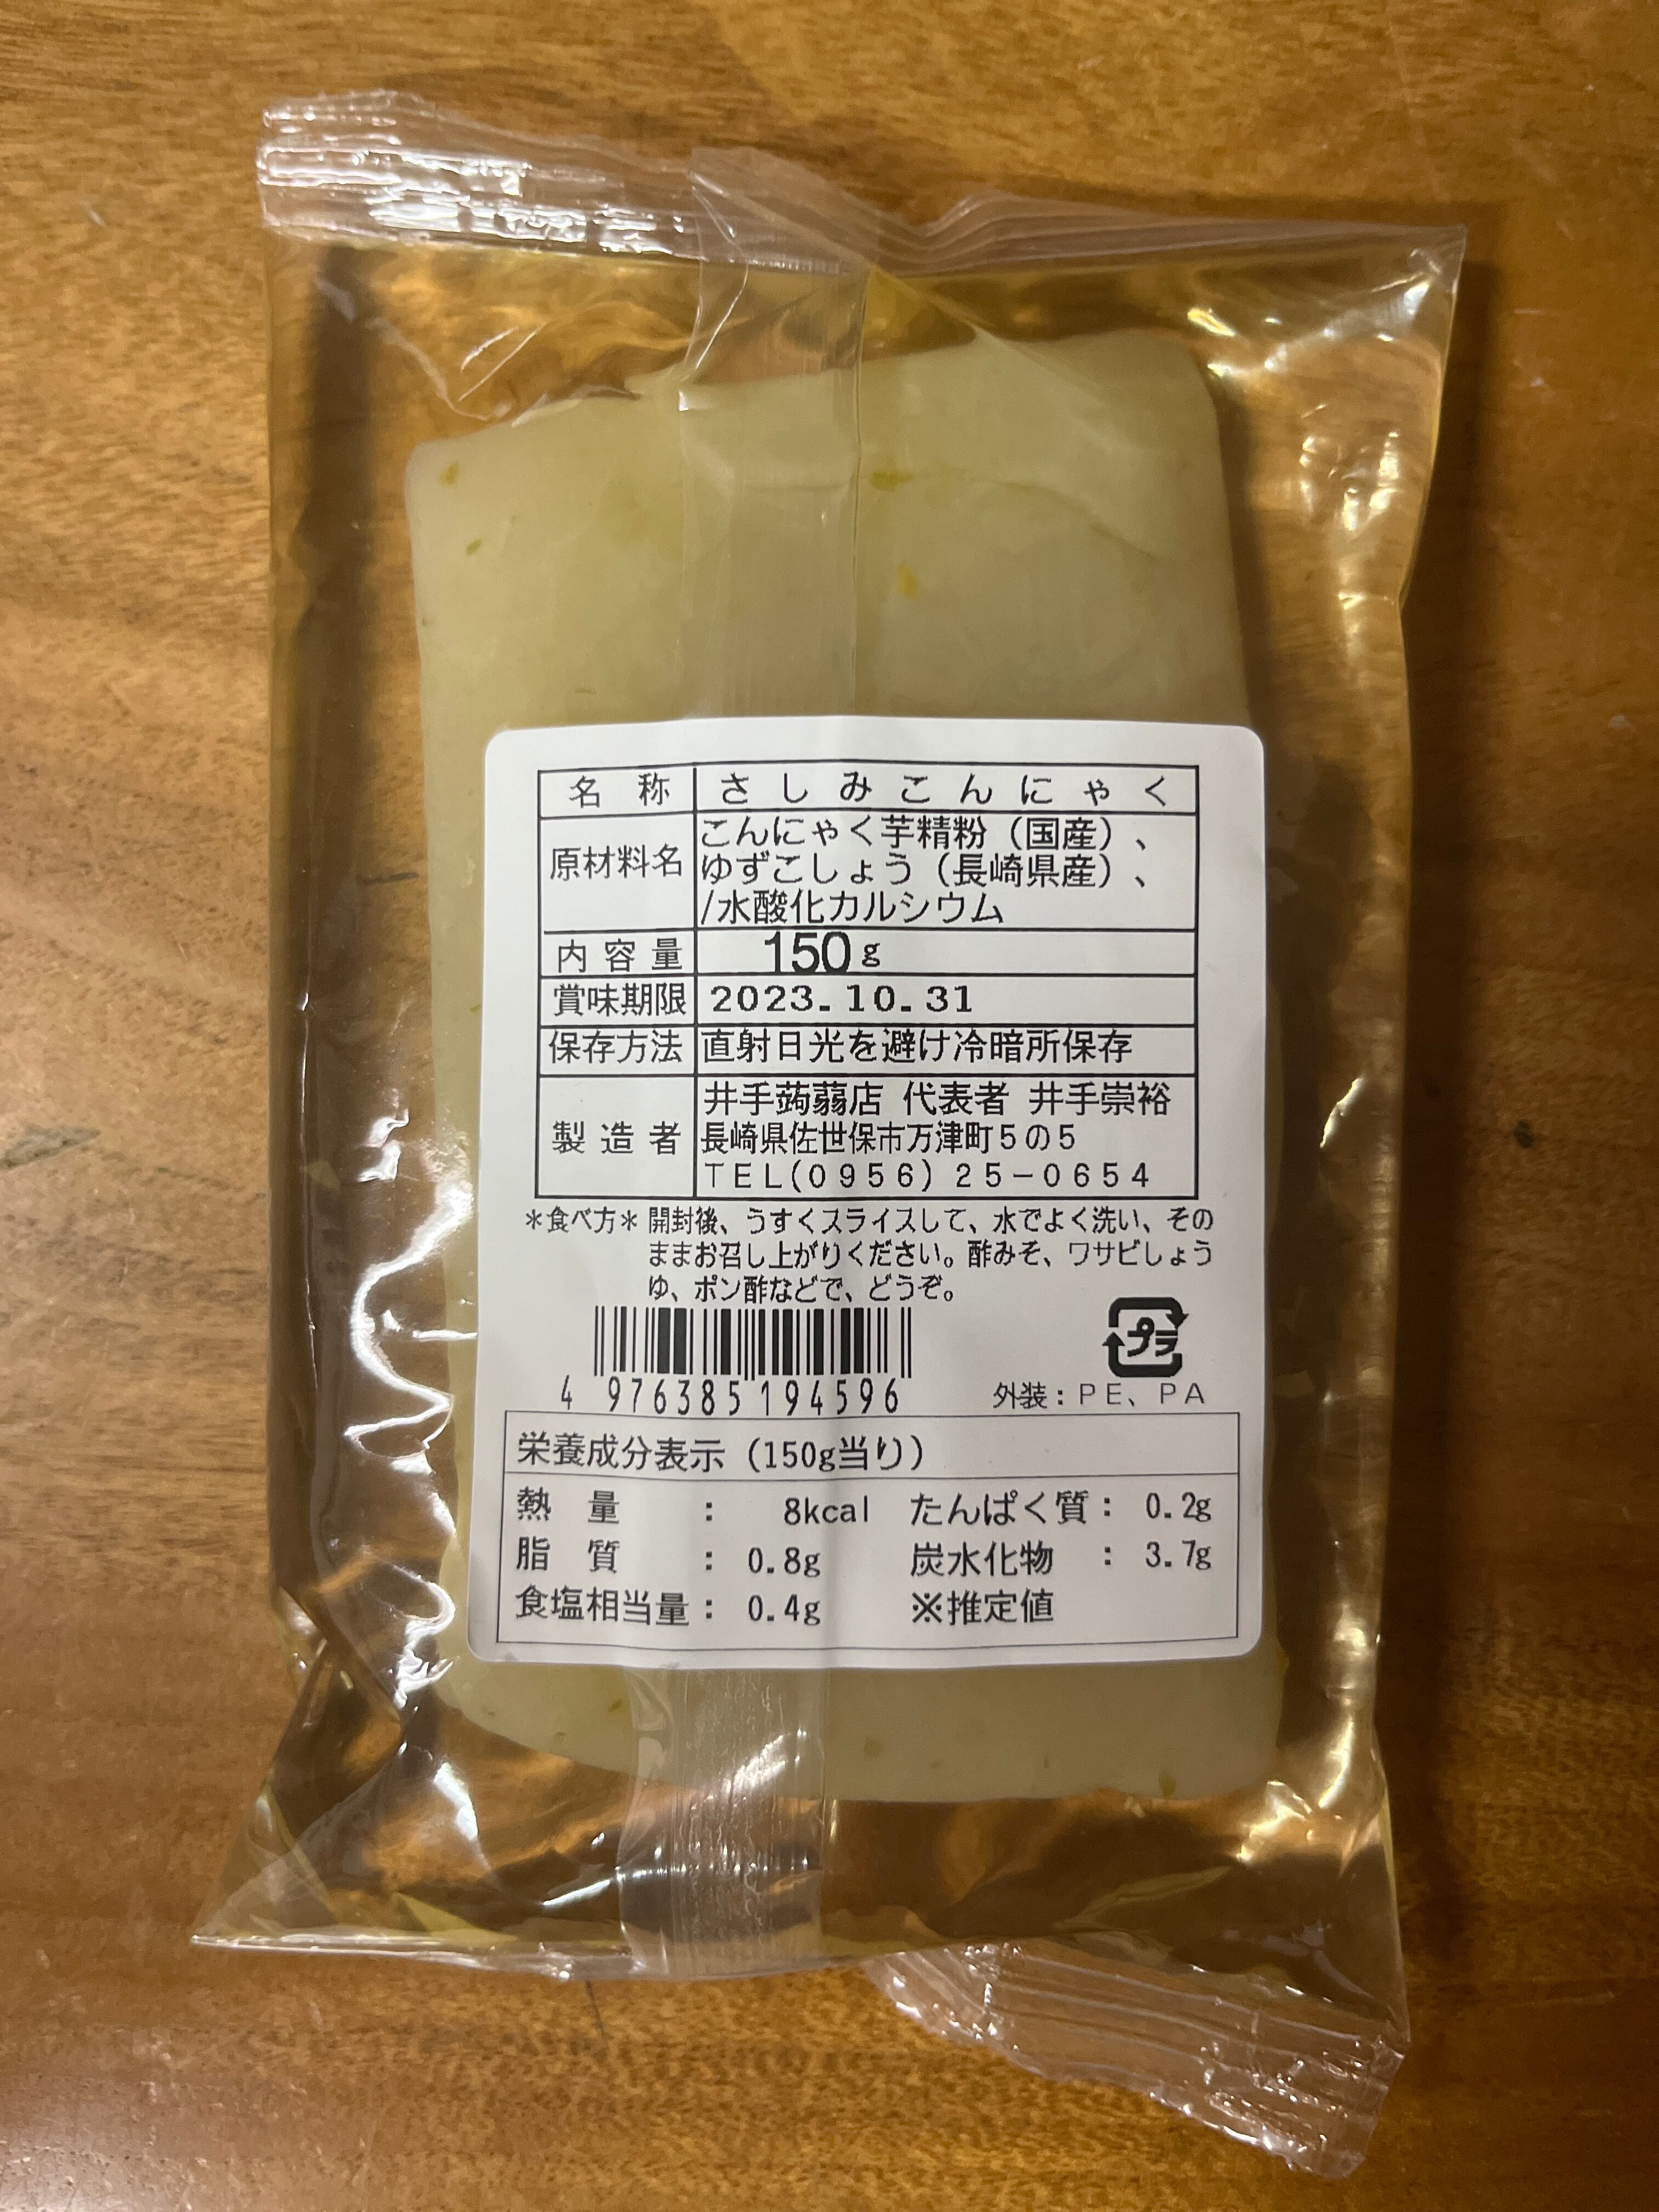 名称 さしみこんにゃく
原材料名 こんにゃく芋精粉（国産）、
ゆずこしょう（長崎県産）、
/水酸化カルシウム
内容量 150g
賞味期限 2023.10.31
保存方法 直射日光を避け冷暗所保存
製造者 井手蒟蒻店 代表者 井手崇裕
長崎県佐世保市万津町5の5
TEL(0956)25-0654
*食べ方* 開封後、うすくスライスして、水でよく洗い、その
ままお召し上がりください。酢みそ、ワサビしょう
ゆ、ポン酢などで、どうぞ。
プラ
4 976385 194596
外装：PE、PA
栄養成分表示（150g当り）
熱量 : 8kcal たんぱく質 : 0.2g
脂質 : 0.8g 炭水化物 : 3.7g
食塩相当量 : 0.4g ※推定値